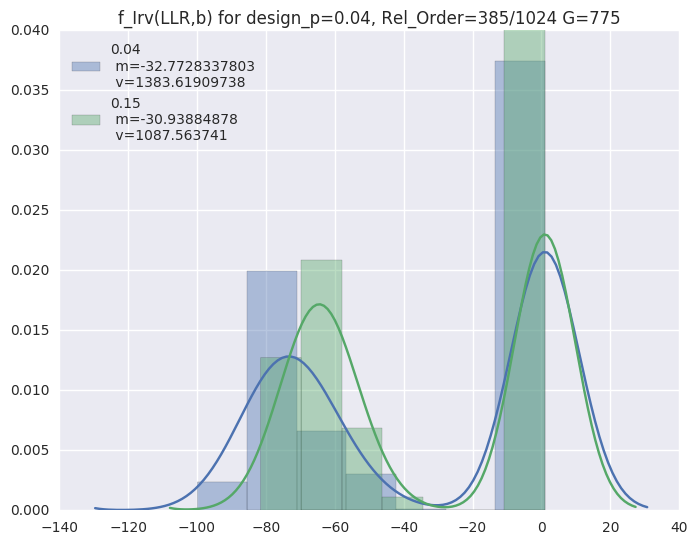 f_Irv(LLR,b) for design_p=0.04, Rel_Order=385/1024 G=775
0.04
m=-32.7728337803
v=1383.61909738
0.15
m=-30.93884878
v=1087.563741
0.040
0.035
0.030
0.025
0.020
0.015
0.010
0.005
0.000
−140 −120 −100 −80 −60 −40 −20 0 20 40